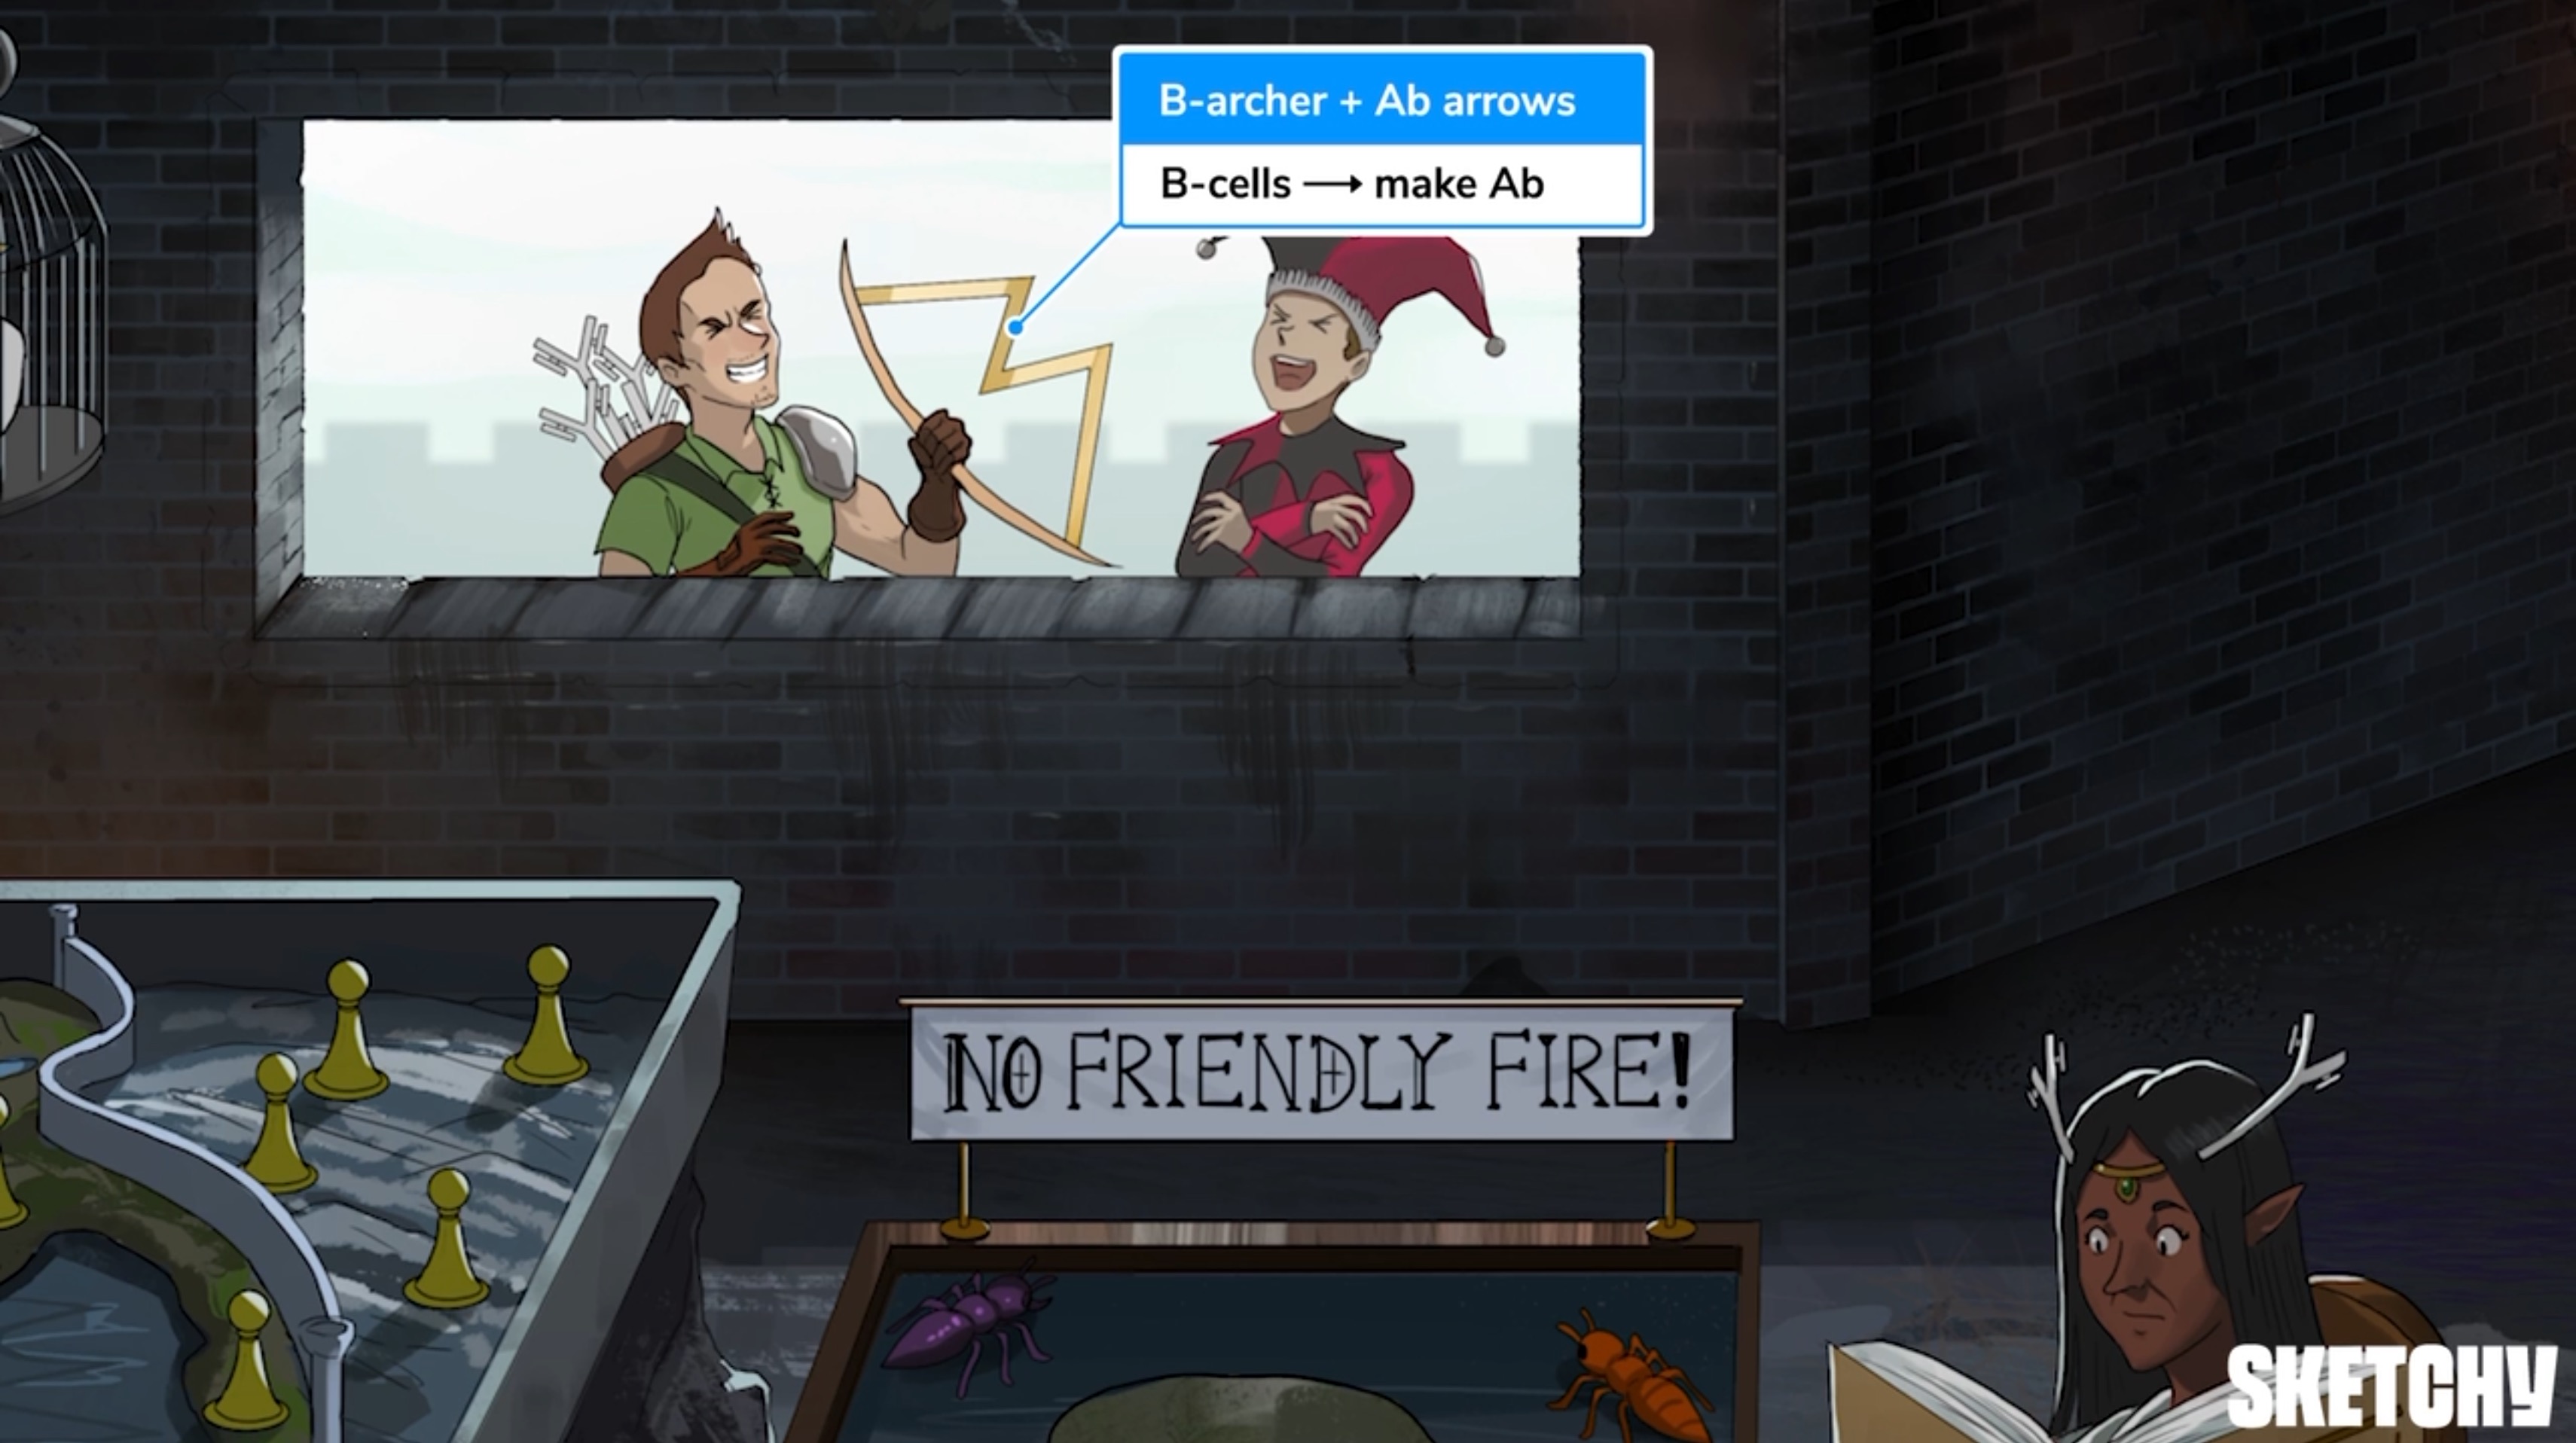 B-archer + Ab arrows
B-cells → make Ab
NO FRIENDLY FIRE!
SKETCHY